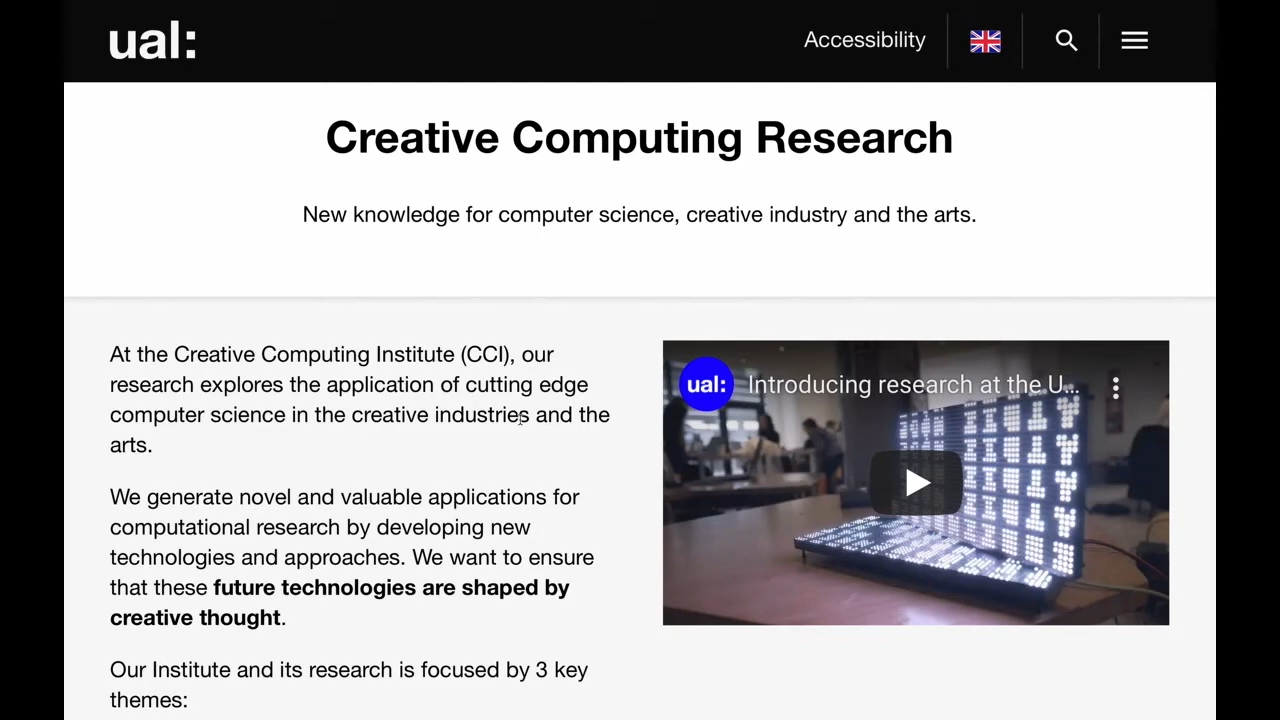 ual:
Accessibility
Creative Computing Research
New knowledge for computer science, creative industry and the arts.
At the Creative Computing Institute (CCI), our
research explores the application of cutting edge
computer science in the creative industries and the
arts.
We generate novel and valuable applications for
computational research by developing new
technologies and approaches. We want to ensure
that these future technologies are shaped by
creative thought.
Our Institute and its research is focused by 3 key
themes:
ual:
Introducing research at the U...